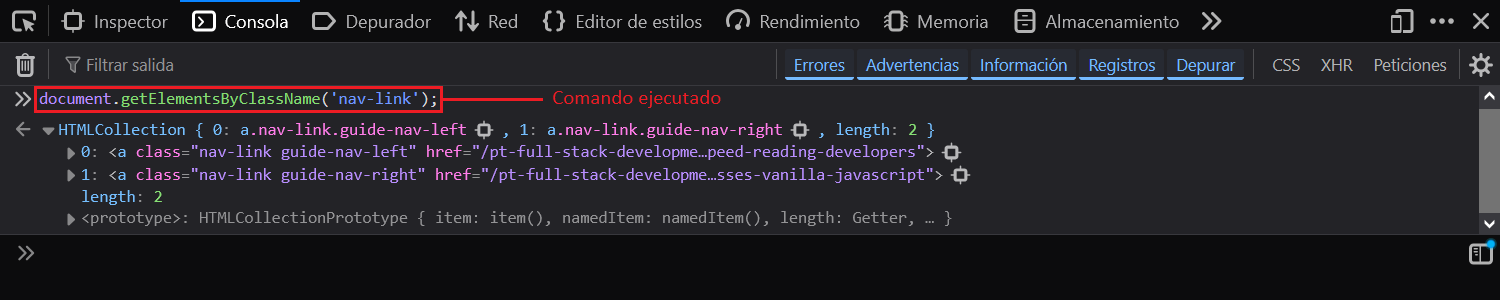 Inspector Consola Depurador Red {} Editor de estilos Rendimiento Memoria Almacenamiento
Filtrar salida Errores Advertencias Información Registros Depurar CSS XHR Peticiones
document.getElementsByClassName('nav-link'); Comando ejecutado
HTMLCollection { 0: a.nav-link.guide-nav-left , 1: a.nav-link.guide-nav-right , length: 2 }
0: <a class="nav-link guide-nav-left" href="/pt-full-stack-developme…peed-reading-developers">
1: <a class="nav-link guide-nav-right" href="/pt-full-stack-developme…sses-vanilla-javascript">
length: 2
<prototype>: HTMLCollectionPrototype { item: item(), namedItem: namedItem(), length: Getter, … }